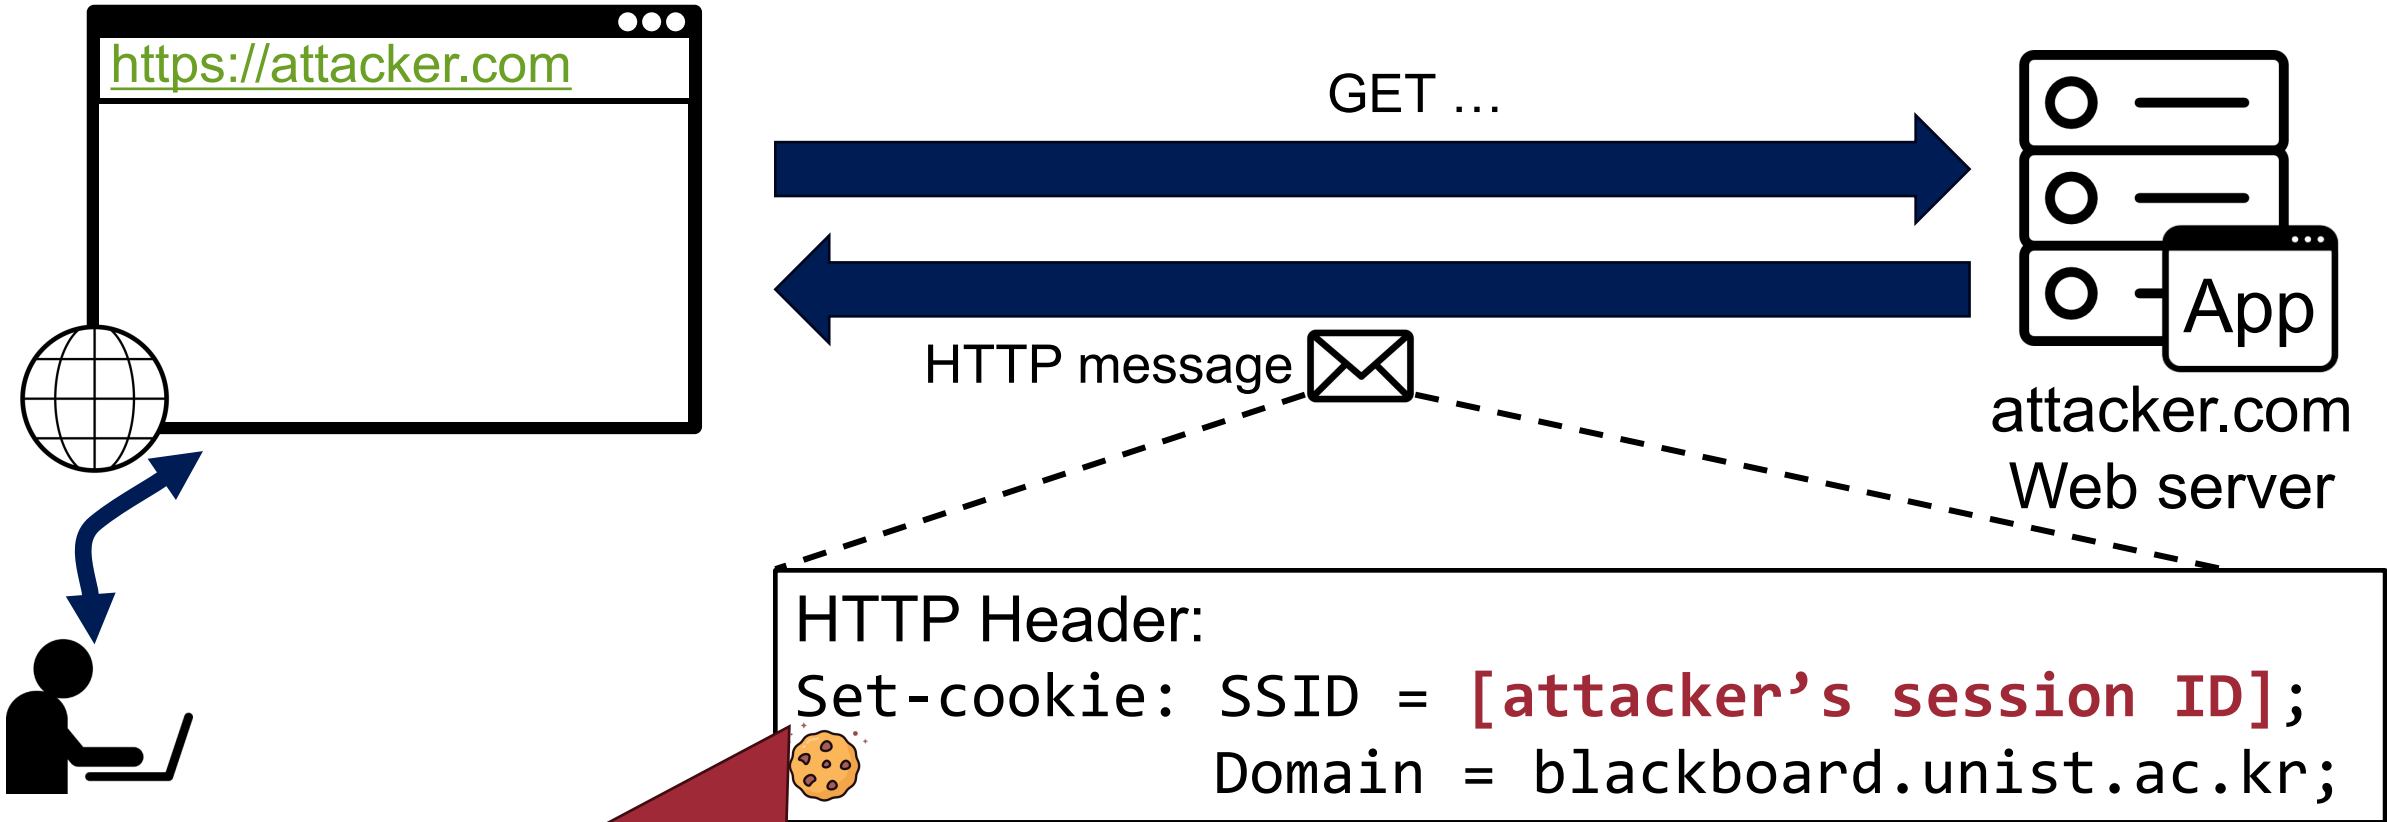 https://attacker.com
GET …
HTTP message
App
attacker.com
Web server
HTTP Header:
Set-cookie: SSID = [attacker’s session ID];
Domain = blackboard.unist.ac.kr;